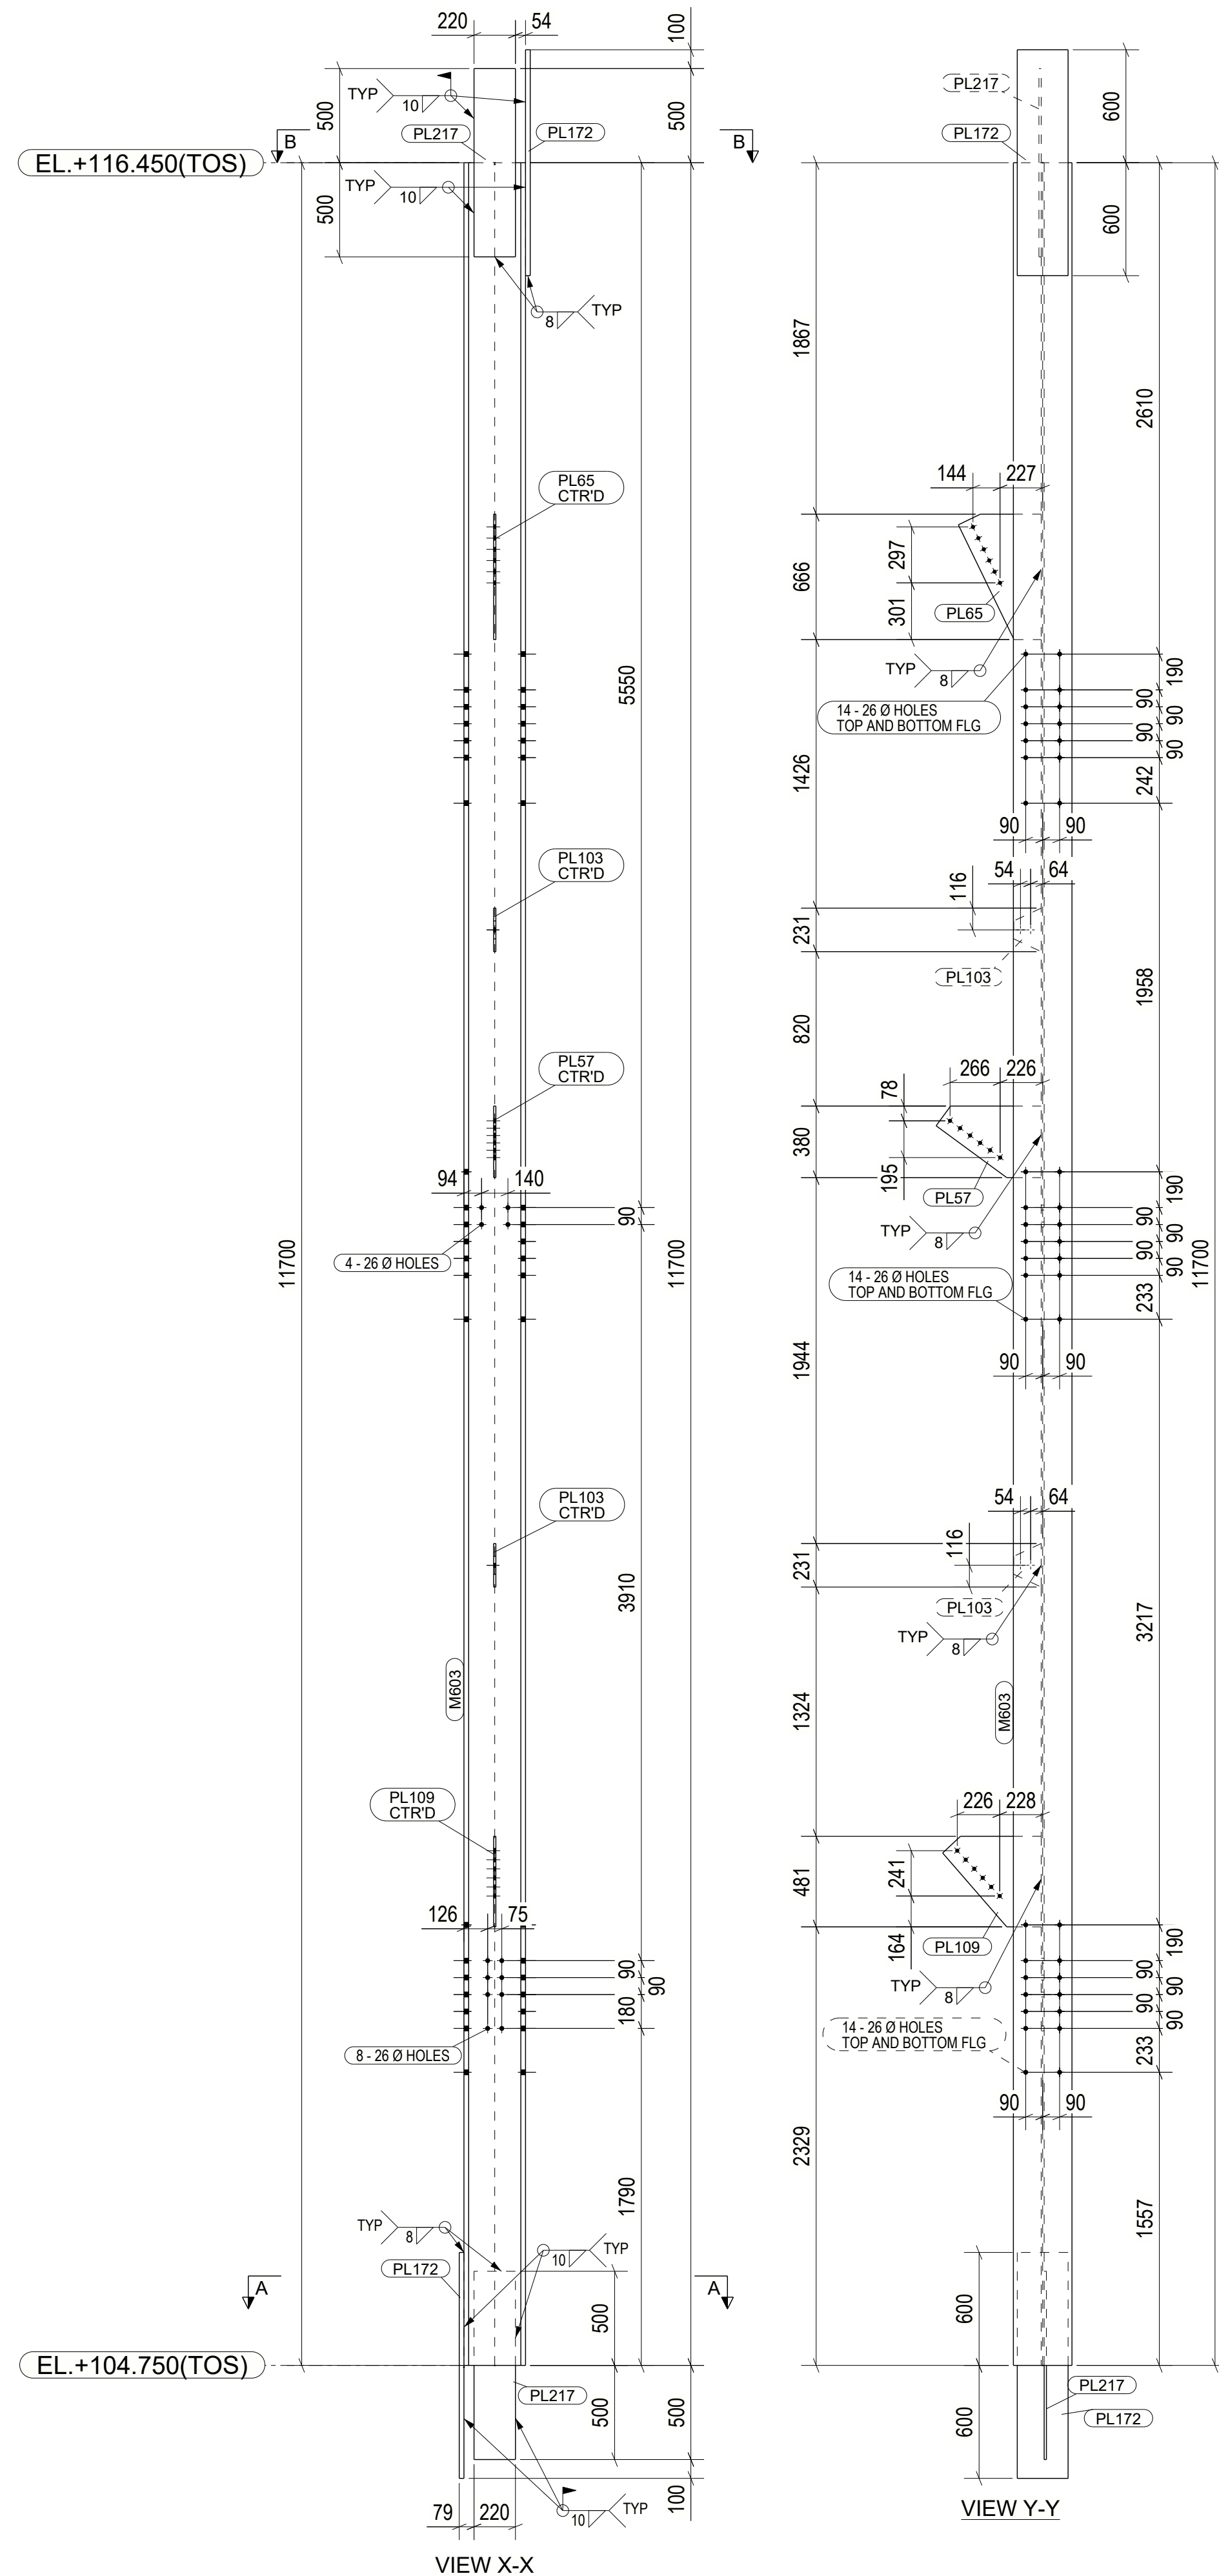 220
54
100
TYP
10
500
500
PL217
PL172
B
B
EL.+116.450(TOS)
TYP
10
500
8
TYP
PL65
CTR'D
5550
PL103
CTR'D
PL57
CTR'D
94
140
90
4 - 26 Ø HOLES
11700
11700
PL103
CTR'D
3910
M603
PL109
CTR'D
126
75
90
90
180
8 - 26 Ø HOLES
1790
TYP
8
10
TYP
PL172
A
A
500
EL.+104.750(TOS)
PL217
500
500
79
220
10
TYP
100
VIEW X-X
PL217
600
PL172
600
1867
2610
144
227
297
666
301
PL65
TYP
8
14 - 26 Ø HOLES
TOP AND BOTTOM FLG
190
90
90
90
90
242
1426
90
90
54
64
116
231
PL103
1958
820
266
226
78
380
195
PL57
TYP
8
190
90
90
90
90
11700
14 - 26 Ø HOLES
TOP AND BOTTOM FLG
233
1944
90
90
54
64
116
231
PL103
TYP
8
3217
M603
1324
226
228
241
481
164
PL109
TYP
8
190
90
90
90
90
14 - 26 Ø HOLES
TOP AND BOTTOM FLG
233
90
90
2329
1557
600
600
PL217
PL172
VIEW Y-Y